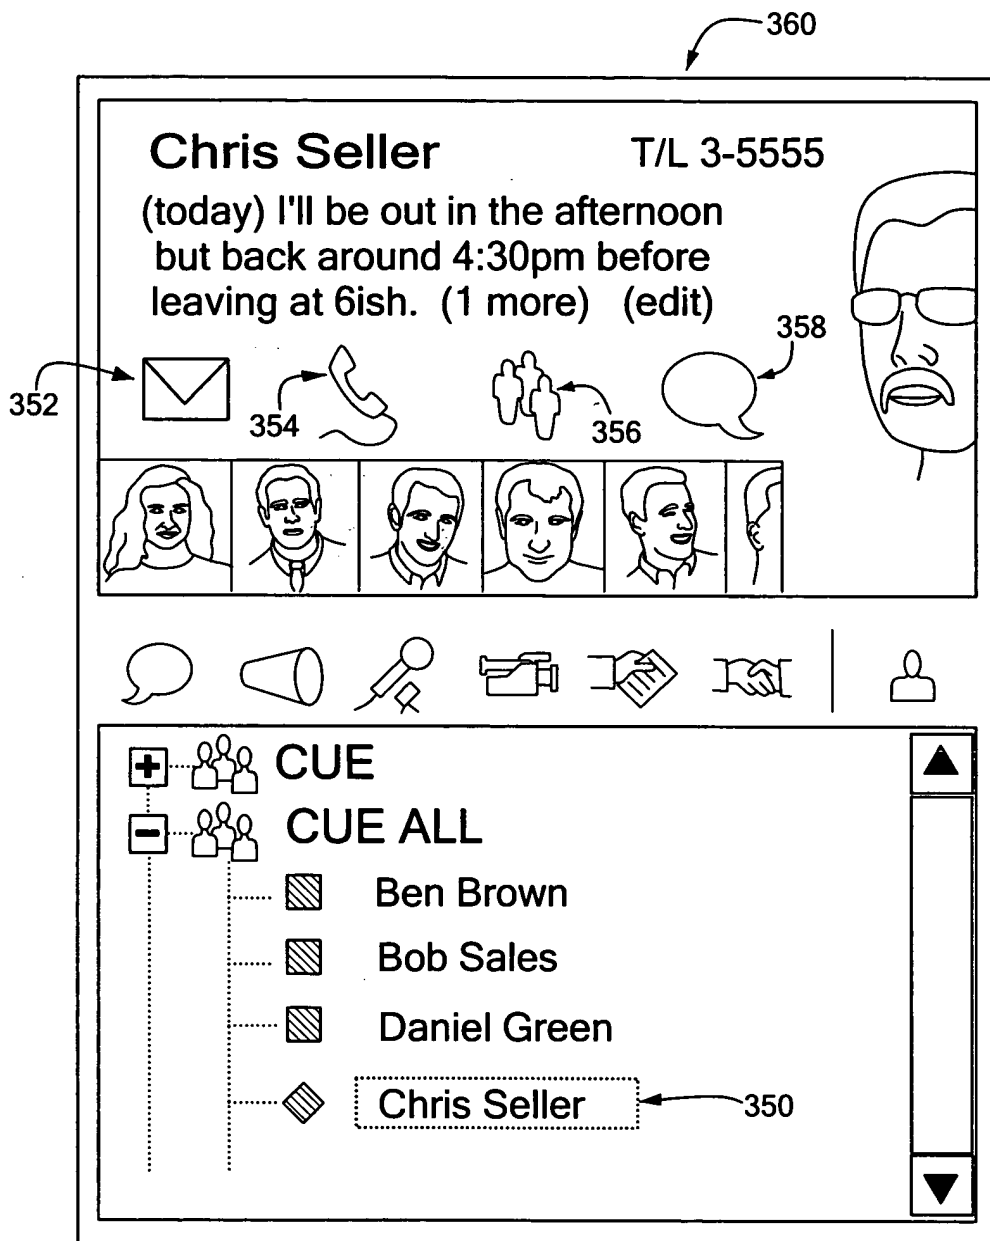 360
Chris Seller
T/L 3-5555
(today) I'll be out in the afternoon
but back around 4:30pm before
leaving at 6ish. (1 more) (edit)
352
354
356
358
CUE
CUE ALL
Ben Brown
Bob Sales
Daniel Green
Chris Seller
350